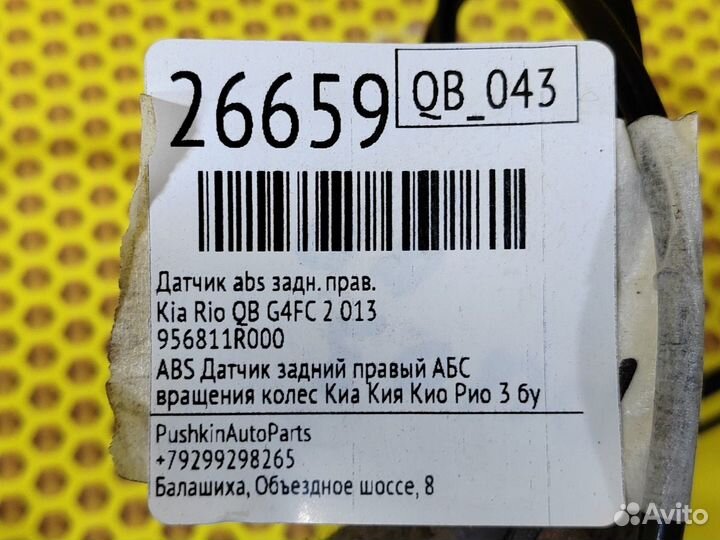 26659
QB_043
Датчик abs задн. прав.
Kia Rio QB G4FC 2 013
956811R000
ABS Датчик задний правый АБС
вращения колес Киа Кия Кио Рио 3 бу
PushkinAutoParts
+79299298265
Балашиха, Объездное шоссе, 8
Avito